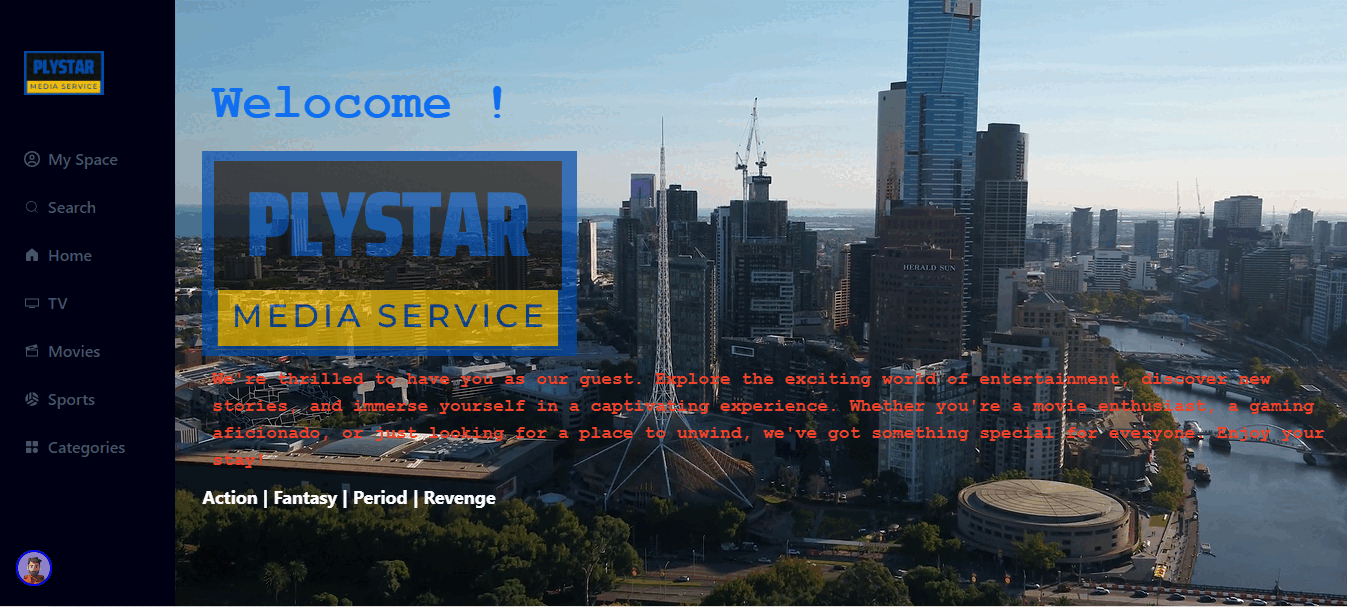 PLYSTAR
MEDIA SERVICE
My Space
Search
Home
TV
Movies
Sports
Categories
Welocome !
PLYSTAR
MEDIA SERVICE
HERALD SUN
We're thrilled to have you as our guest. Explore the exciting world of entertainment, discover new
stories, and immerse yourself in a captivating experience. Whether you're a movie enthusiast, a gaming
aficionado, or just looking for a place to unwind, we've got something special for everyone. Enjoy your
stay!
Action | Fantasy | Period | Revenge